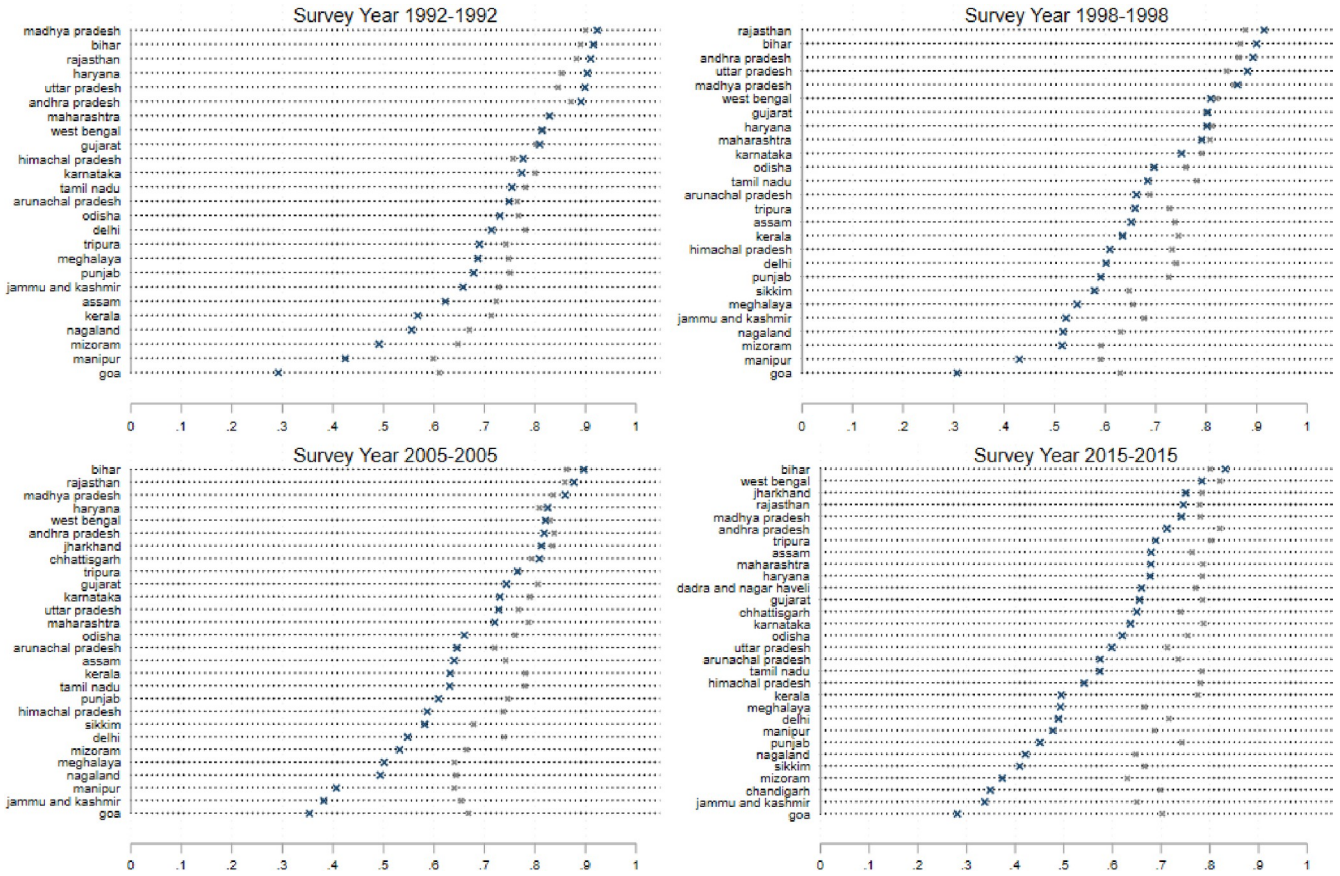 Survey Year 1992-1992
madhya pradesh
bihar
rajasthan
haryana
uttar pradesh
andhra pradesh
maharashtra
west bengal
gujarat
himachal pradesh
karnataka
tamil nadu
arunachal pradesh
odisha
delhi
tripura
meghalaya
punjab
jammu and kashmir
assam
kerala
nagaland
mizoram
manipur
goa
0 .1 .2 .3 .4 .5 .6 .7 .8 .9 1
Survey Year 1998-1998
rajasthan
bihar
andhra pradesh
uttar pradesh
madhya pradesh
west bengal
gujarat
haryana
maharashtra
karnataka
odisha
tamil nadu
arunachal pradesh
tripura
assam
kerala
himachal pradesh
delhi
punjab
sikkim
meghalaya
jammu and kashmir
nagaland
mizoram
manipur
goa
0 .1 .2 .3 .4 .5 .6 .7 .8 .9 1
Survey Year 2005-2005
bihar
rajasthan
madhya pradesh
haryana
west bengal
andhra pradesh
jharkhand
chhattisgarh
tripura
gujarat
karnataka
uttar pradesh
maharashtra
odisha
arunachal pradesh
assam
kerala
tamil nadu
punjab
himachal pradesh
sikkim
delhi
mizoram
meghalaya
nagaland
manipur
jammu and kashmir
goa
0 .1 .2 .3 .4 .5 .6 .7 .8 .9 1
Survey Year 2015-2015
bihar
west bengal
jharkhand
rajasthan
madhya pradesh
andhra pradesh
tripura
assam
maharashtra
haryana
dadra and nagar haveli
gujarat
chhattisgarh
karnataka
odisha
uttar pradesh
arunachal pradesh
tamil nadu
himachal pradesh
kerala
meghalaya
delhi
manipur
punjab
nagaland
sikkim
mizoram
chandigarh
jammu and kashmir
goa
0 .1 .2 .3 .4 .5 .6 .7 .8 .9 1